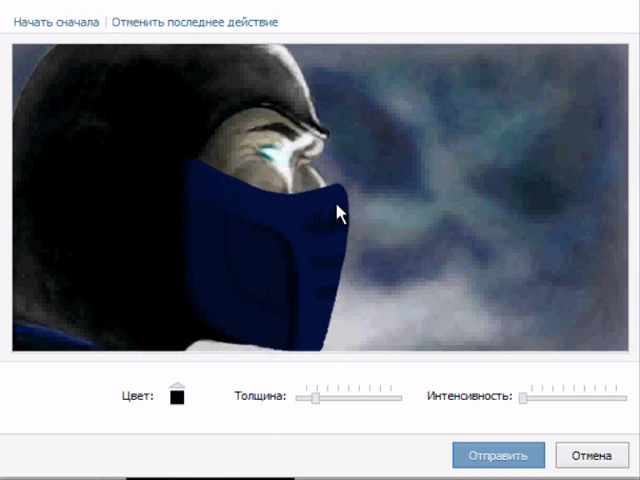 Начать сначала | Отменить последнее действие
Цвет: Толщина: Интенсивность:
Отправить Отмена